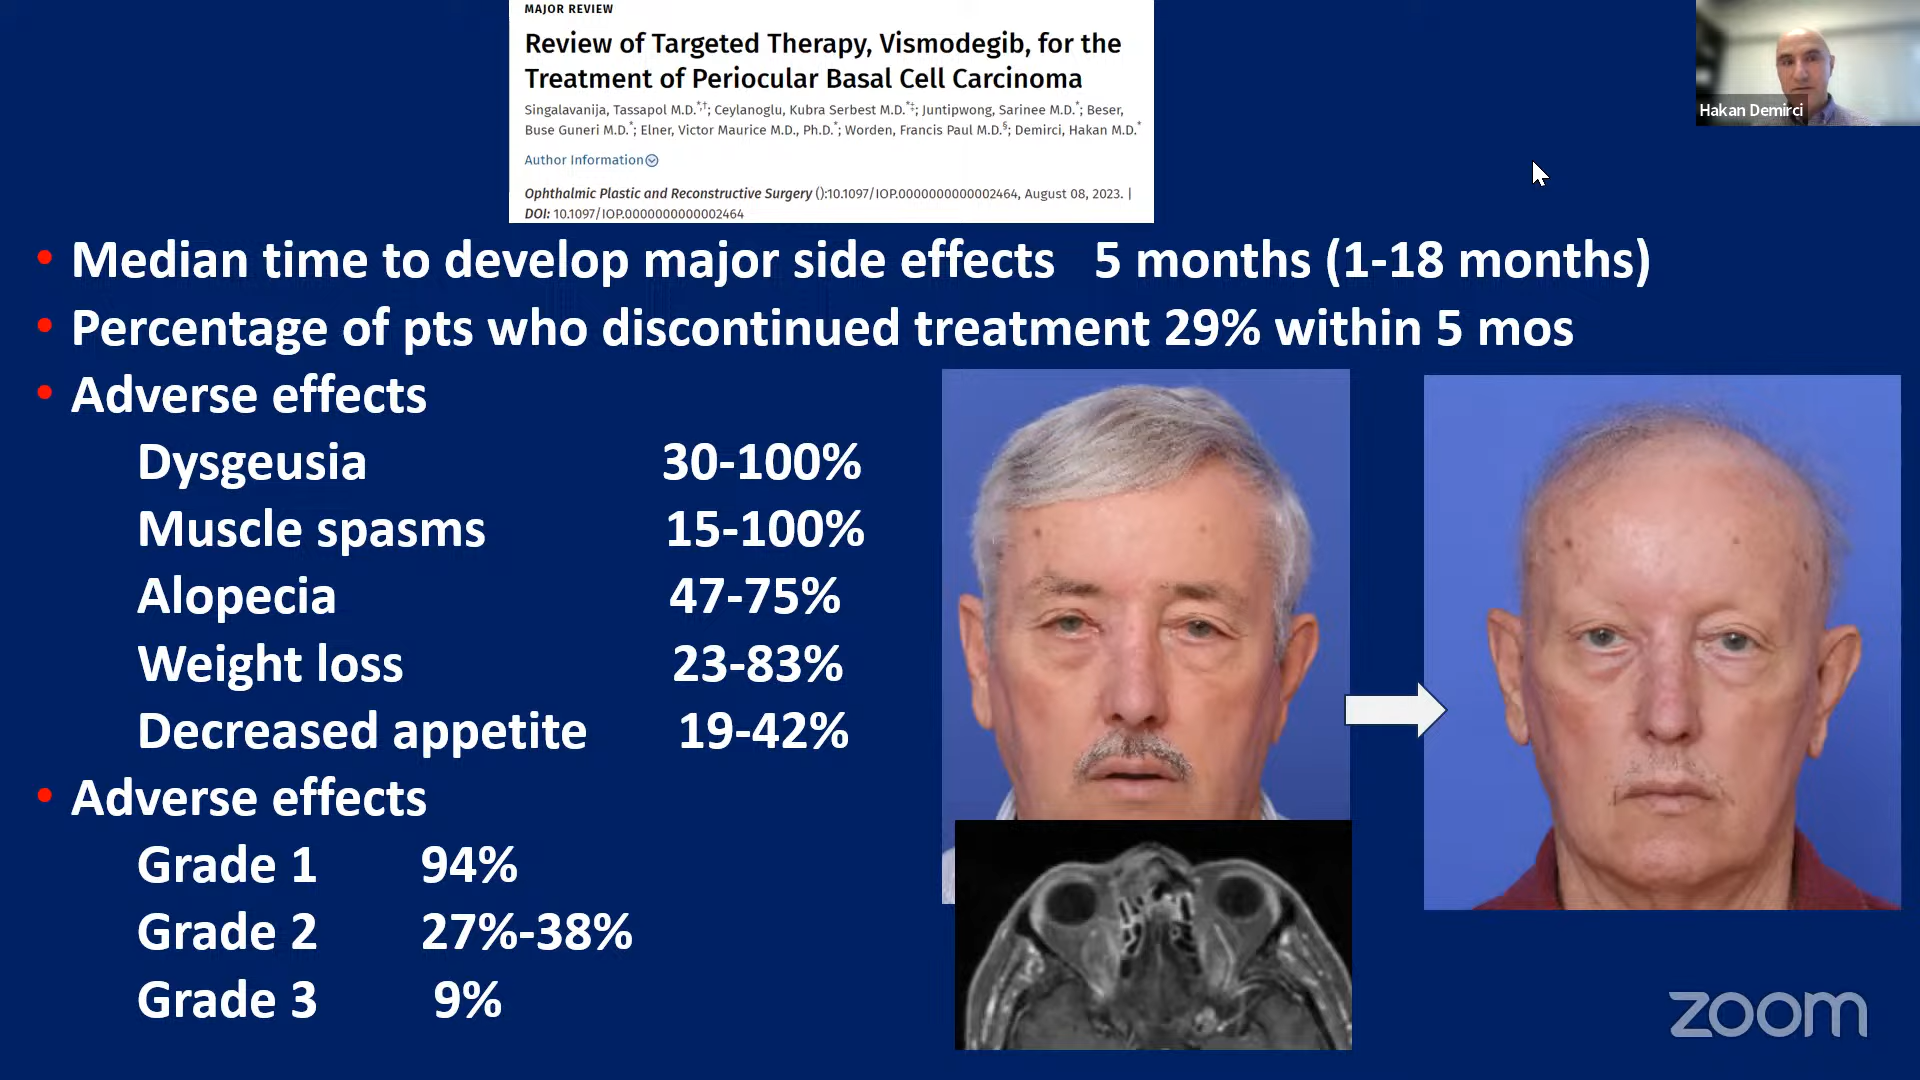 MAJOR REVIEW
Review of Targeted Therapy, Vismodegib, for the
Treatment of Periocular Basal Cell Carcinoma
Singalavanija, Tassapol M.D.*,†; Ceylanoglu, Kubra Serbest M.D.*‡; Juntipwong, Sarinee M.D.*; Beser,
Buse Guneri M.D.*; Elner, Victor Maurice M.D., Ph.D.*; Worden, Francis Paul M.D.§; Demirci, Hakan M.D.*
Author Information
Ophthalmic Plastic and Reconstructive Surgery ():10.1097/IOP.0000000000002464, August 08, 2023. |
DOI: 10.1097/IOP.0000000000002464
Hakan Demirci
• Median time to develop major side effects 5 months (1-18 months)
• Percentage of pts who discontinued treatment 29% within 5 mos
• Adverse effects
Dysgeusia 30-100%
Muscle spasms 15-100%
Alopecia 47-75%
Weight loss 23-83%
Decreased appetite 19-42%
• Adverse effects
Grade 1 94%
Grade 2 27%-38%
Grade 3 9%
zoom